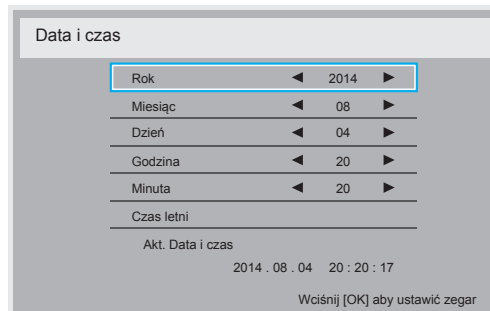 Data i czas
Rok ◀ 2014 ▶
Miesiąc ◀ 08 ▶
Dzień ◀ 04 ▶
Godzina ◀ 20 ▶
Minuta ◀ 20 ▶
Czas letni
Akt. Data i czas
2014 . 08 . 04 20 : 20 : 17
Wciśnij [OK] aby ustawić zegar